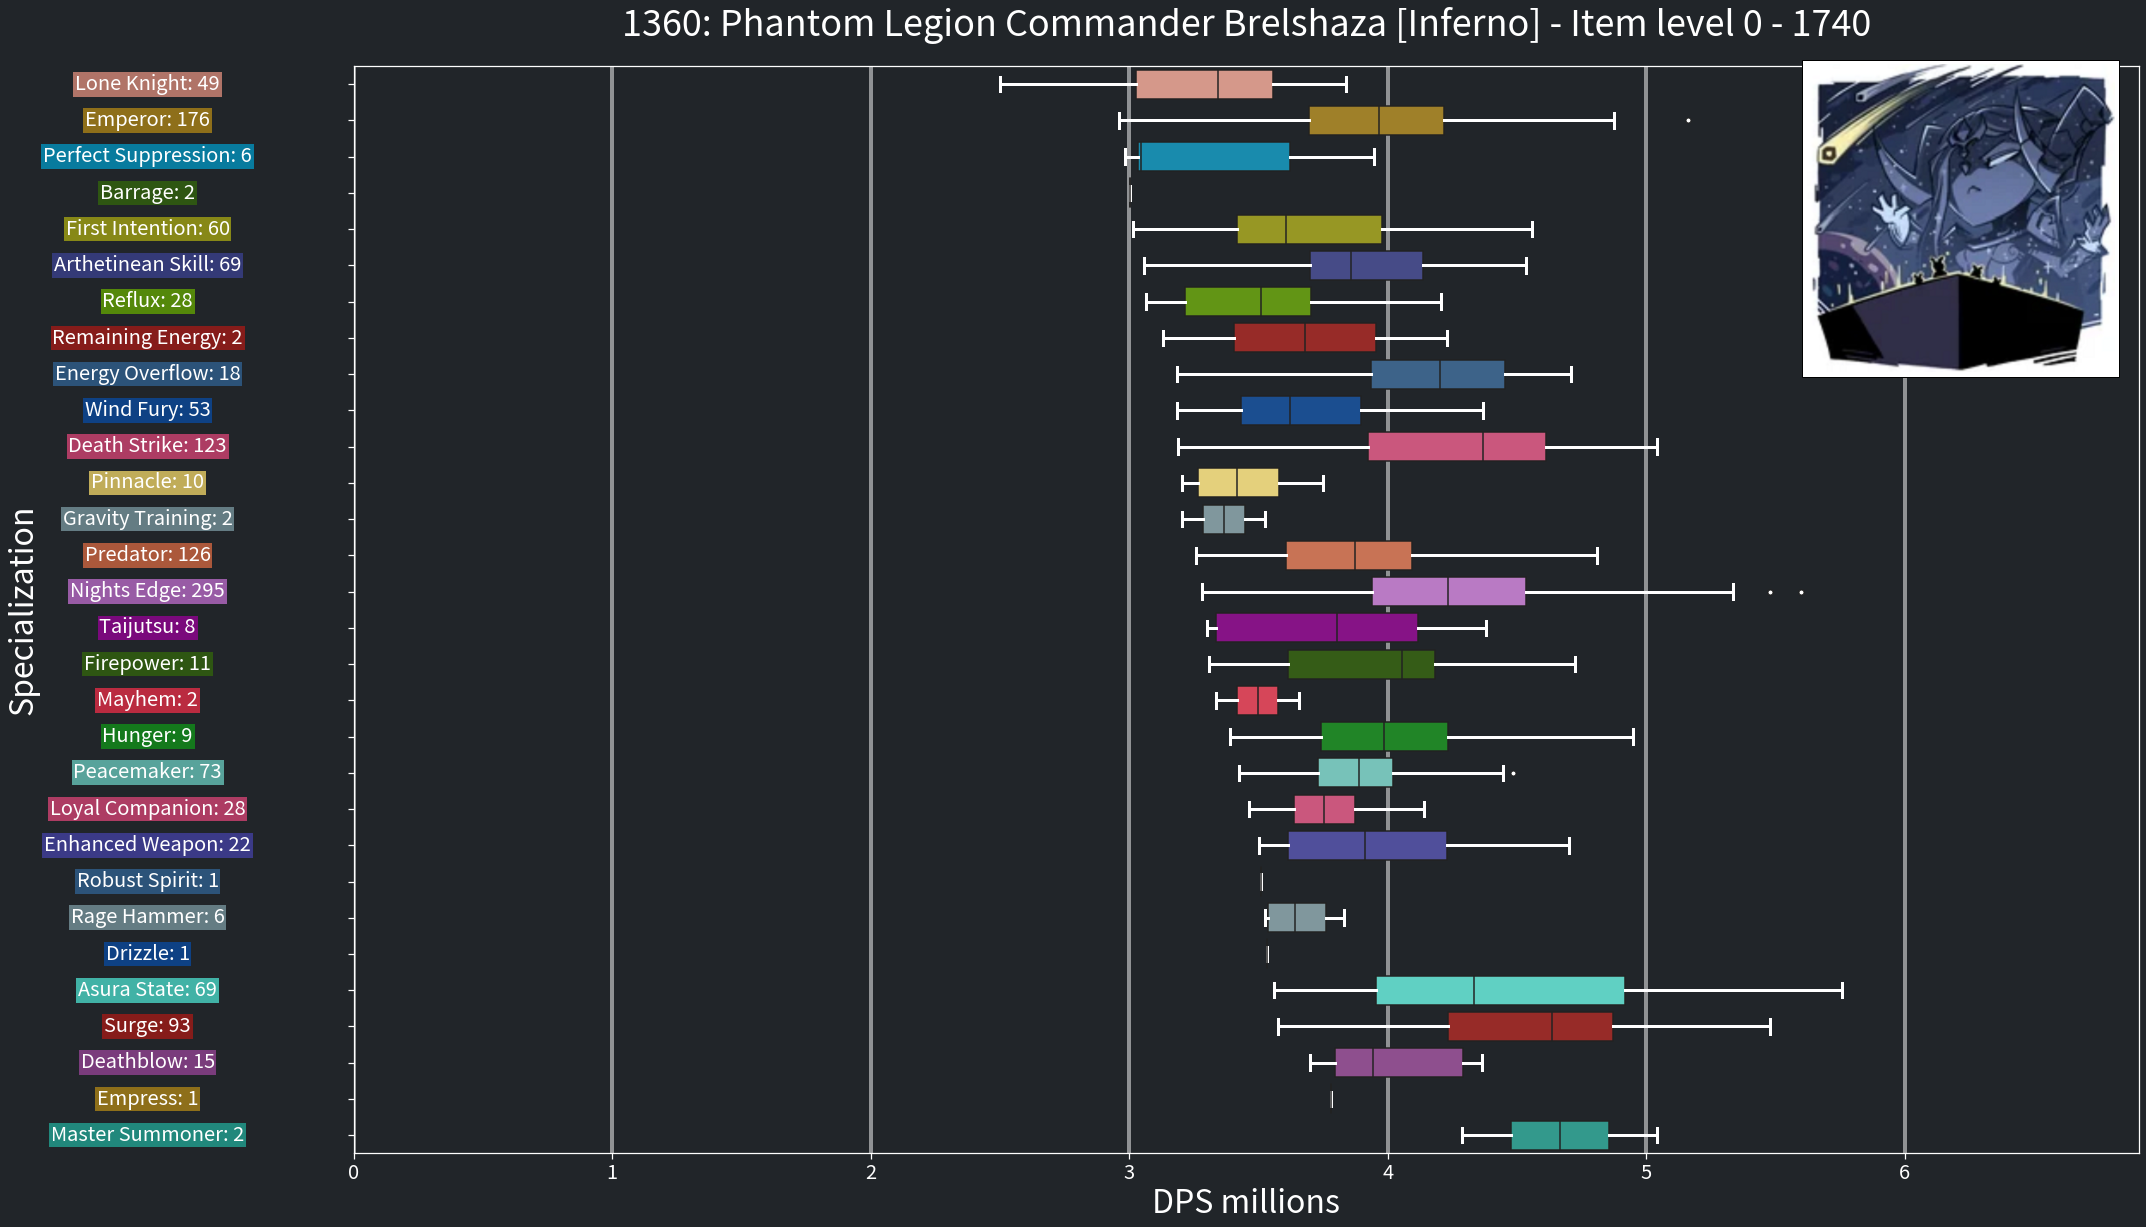 1360: Phantom Legion Commander Brelshaza [Inferno] - Item level 0 - 1740
Specialization
Lone Knight: 49
Emperor: 176
Perfect Suppression: 6
Barrage: 2
First Intention: 60
Arthetinean Skill: 69
Reflux: 28
Remaining Energy: 2
Energy Overflow: 18
Wind Fury: 53
Death Strike: 123
Pinnacle: 10
Gravity Training: 2
Predator: 126
Nights Edge: 295
Taijutsu: 8
Firepower: 11
Mayhem: 2
Hunger: 9
Peacemaker: 73
Loyal Companion: 28
Enhanced Weapon: 22
Robust Spirit: 1
Rage Hammer: 6
Drizzle: 1
Asura State: 69
Surge: 93
Deathblow: 15
Empress: 1
Master Summoner: 2
0 1 2 3 4 5 6
DPS millions